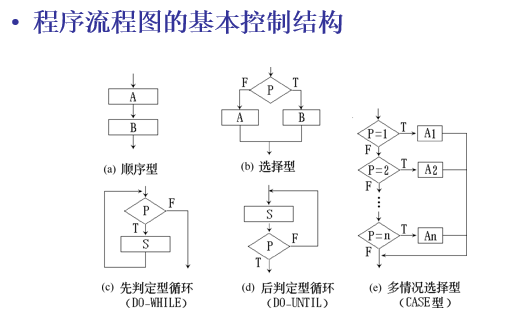 • 程序流程图的基本控制结构
A
B
(a) 顺序型
F
P
T
A
B
(b) 选择型
P
F
T
S
(c) 先判定型循环
(DO-WHILE)
S
P
F
T
(d) 后判定型循环
(DO-UNTIL)
P=1
T
A1
F
P=2
T
A2
F
P=n
T
An
F
(e) 多情况选择型
(CASE型)